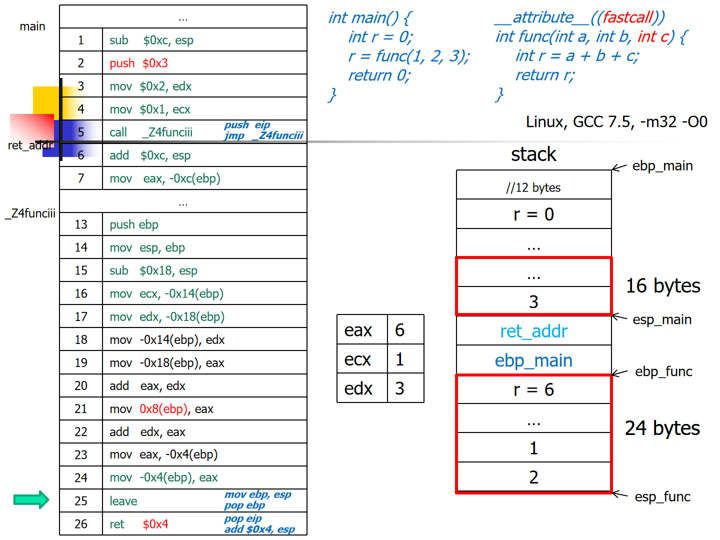 main
...
1 sub $0xc, esp
2 push $0x3
3 mov $0x2, edx
4 mov $0x1, ecx
5 call _Z4funciii push eip
jmp _Z4funciii
ret_addr
6 add $0xc, esp
7 mov eax, -0xc(ebp)
...
_Z4funciii
13 push ebp
14 mov esp, ebp
15 sub $0x18, esp
16 mov ecx, -0x14(ebp)
17 mov edx, -0x18(ebp)
18 mov -0x14(ebp), edx
19 mov -0x18(ebp), eax
20 add eax, edx
21 mov 0x8(ebp), eax
22 add edx, eax
23 mov eax, -0x4(ebp)
24 mov -0x4(ebp), eax
25 leave mov ebp, esp
pop ebp
26 ret $0x4 pop eip
add $0x4, esp
int main() {
int r = 0;
r = func(1, 2, 3);
return 0;
}
__attribute__((fastcall))
int func(int a, int b, int c) {
int r = a + b + c;
return r;
}
Linux, GCC 7.5, -m32 -O0
eax 6
ecx 1
edx 3
stack
ebp_main
//12 bytes
r = 0
...
...
16 bytes
3
esp_main
ret_addr
ebp_main
ebp_func
r = 6
...
24 bytes
1
2
esp_func